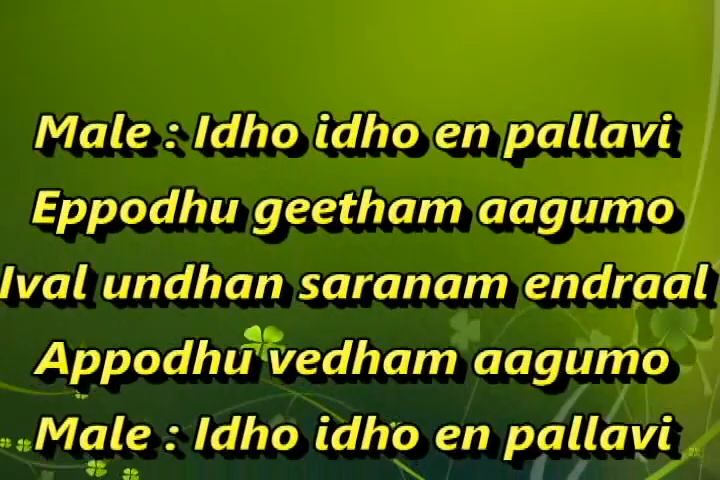 Male : Idho idho en pallavi
Eppodhu geetham aagumo
Ival undhan saranam endraal
Appodhu vedham aagumo
Male : Idho idho en pallavi